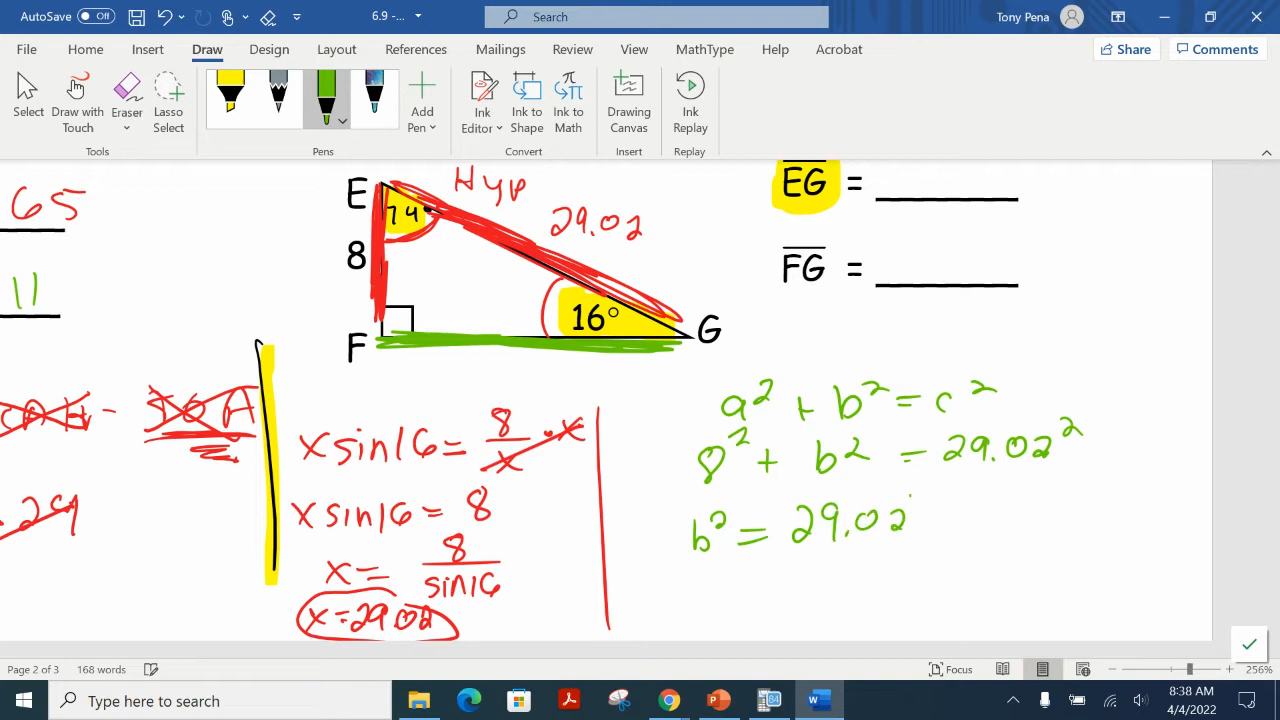 AutoSave Off 6.9 - Search Tony Pena
File Home Insert Draw Design Layout References Mailings Review View MathType Help Acrobat Share Comments
Select Draw with Touch Eraser Lasso Select Add Pen Ink Editor Ink to Shape Ink to Math Drawing Canvas Ink Replay
Tools Pens Convert Insert Replay
65
11
E
Hyp
74
29.02
8
16°
F
G
EG = ________
FG = ________
x sin16 = 8/x · x
x sin16 = 8
x = 8/sin16
x = 29.02
a² + b² = c²
8² + b² = 29.02²
b² = 29.02
Page 2 of 3 168 words Focus 256%
Type here to search
84
8:38 AM
4/4/2022